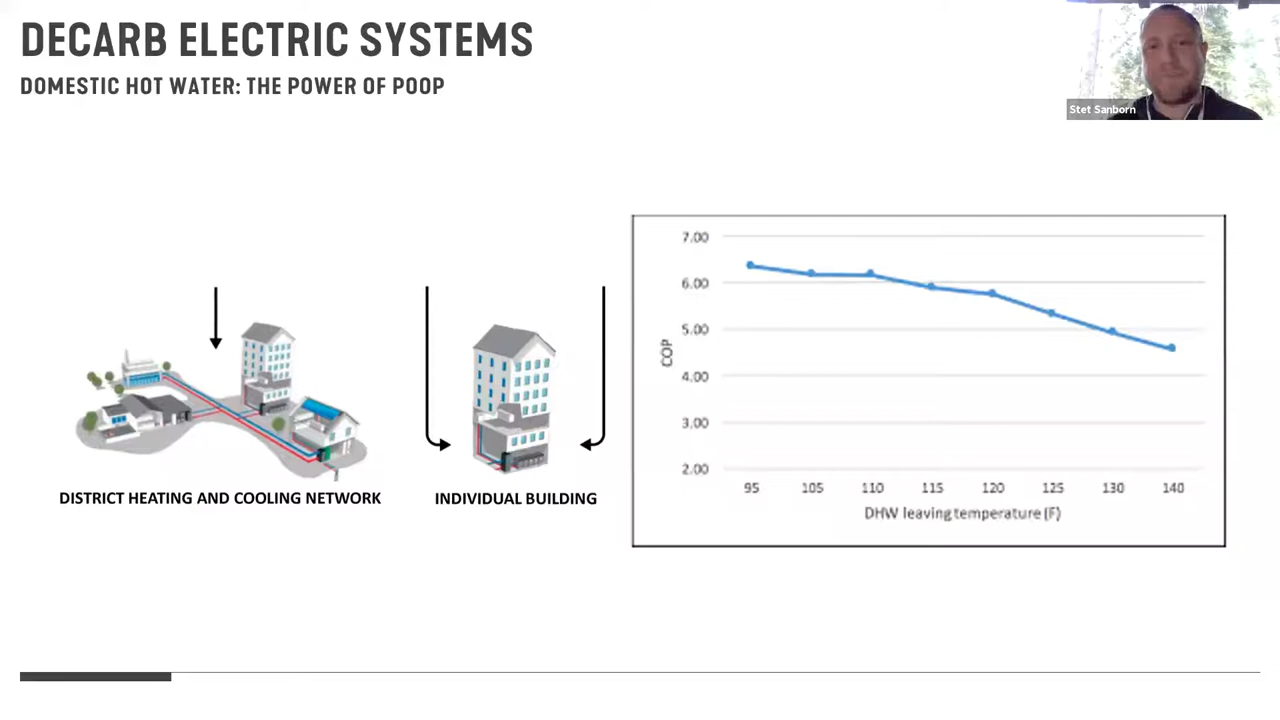 DECARB ELECTRIC SYSTEMS
DOMESTIC HOT WATER: THE POWER OF POOP
Stet Sanborn
DISTRICT HEATING AND COOLING NETWORK
INDIVIDUAL BUILDING
7.00
6.00
5.00
4.00
3.00
2.00
COP
95 105 110 115 120 125 130 140
DHW leaving temperature (F)